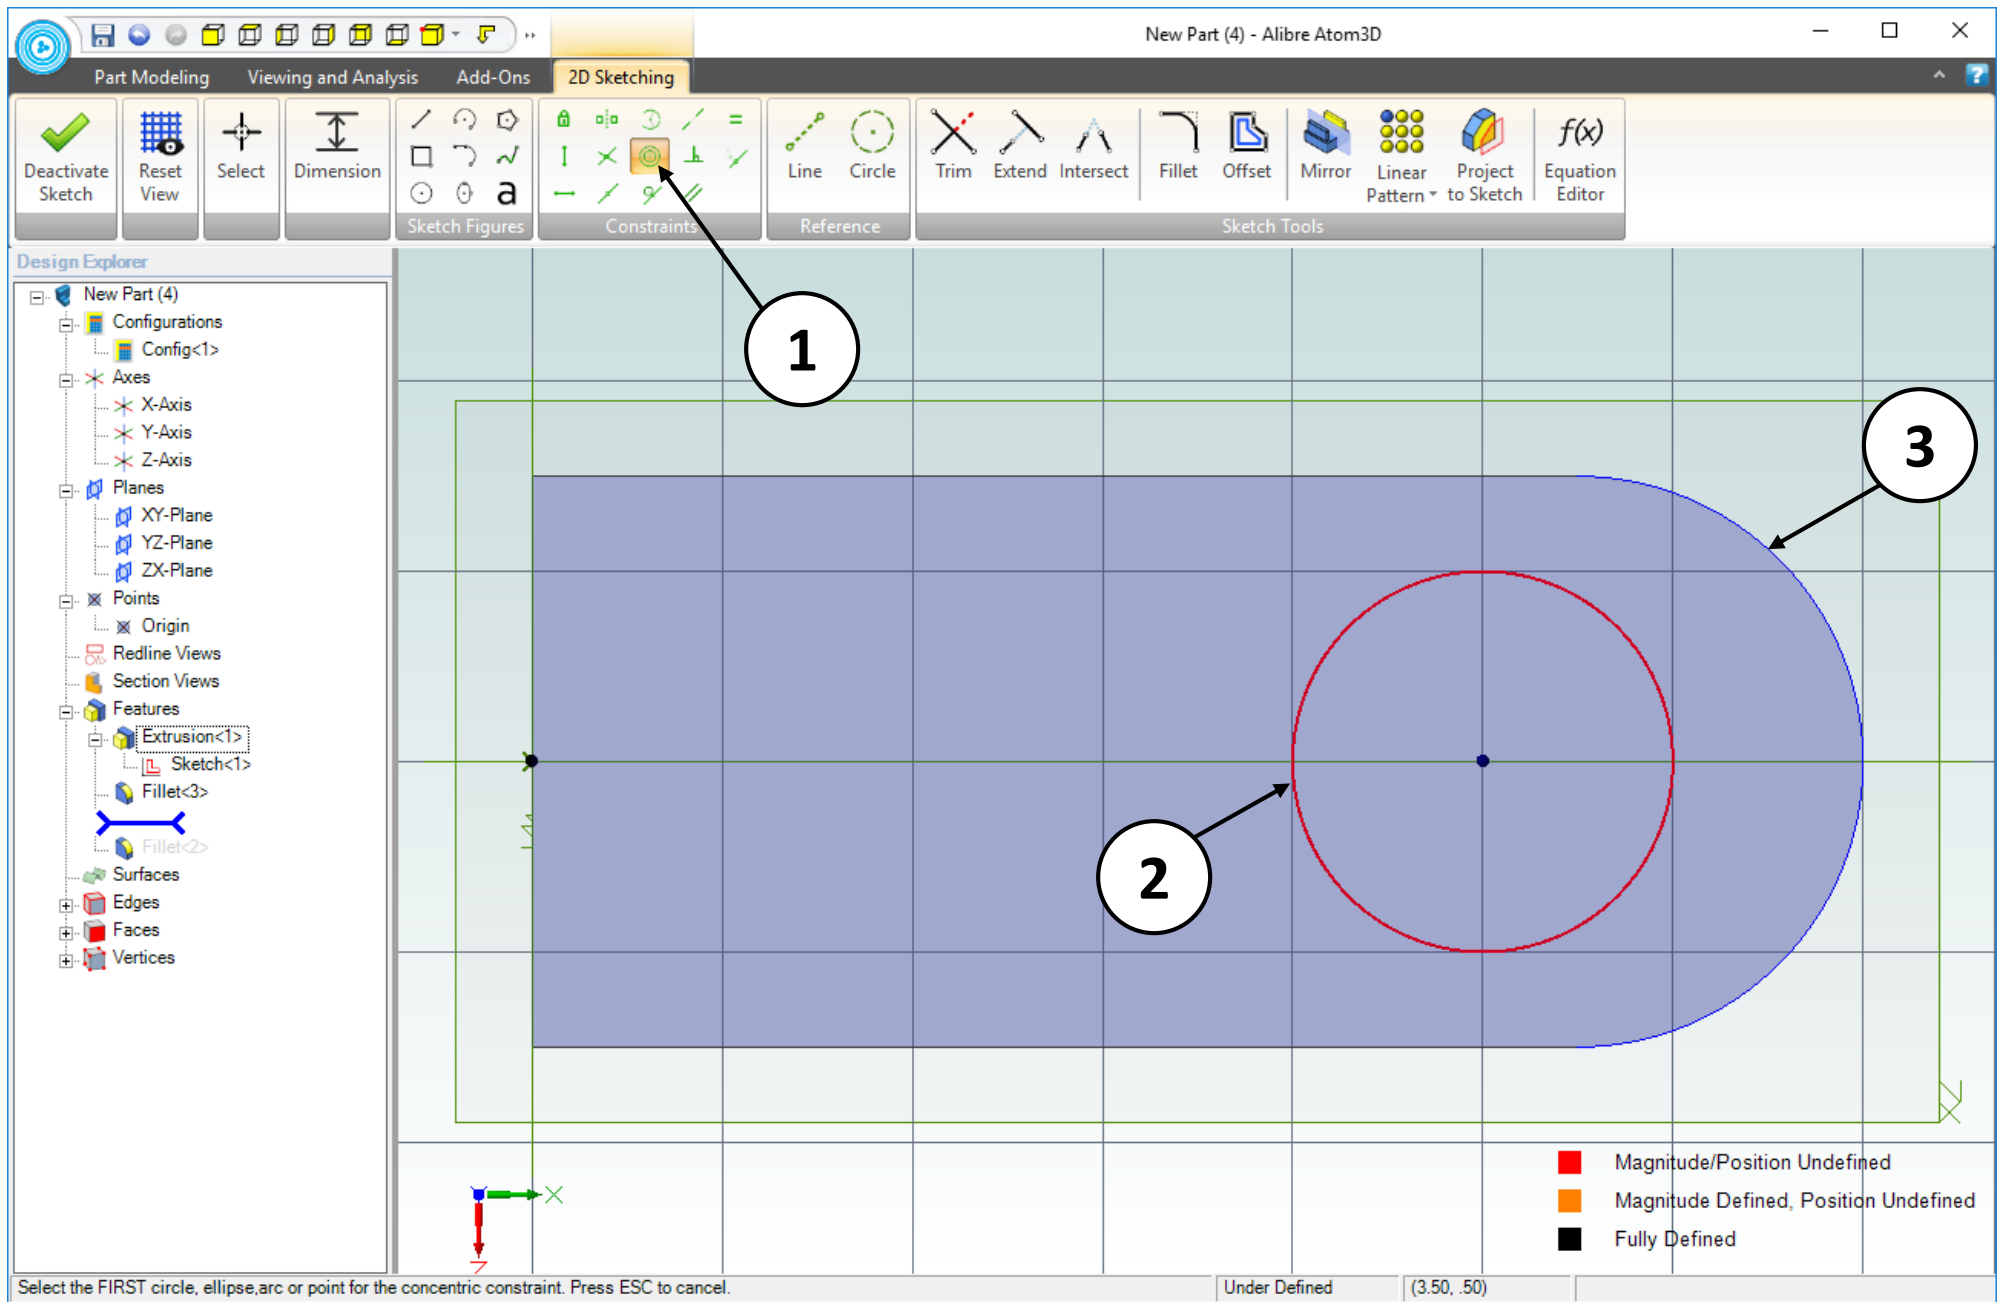 New Part (4) - Alibre Atom3D
Part Modeling Viewing and Analysis Add-Ons 2D Sketching
Deactivate Sketch
Reset View
Select
Dimension
a
Sketch Figures
Constraints
Line
Circle
Reference
Trim
Extend
Intersect
Fillet
Offset
Mirror
Linear Pattern
Project to Sketch
f(x)
Equation Editor
Sketch Tools
Design Explorer
New Part (4)
Configurations
Config<1>
Axes
X-Axis
Y-Axis
Z-Axis
Planes
XY-Plane
YZ-Plane
ZX-Plane
Points
Origin
Redline Views
Section Views
Features
Extrusion<1>
Sketch<1>
Fillet<3>
Fillet<2>
Surfaces
Edges
Faces
Vertices
1
3
2
X
Z
Magnitude/Position Undefined
Magnitude Defined, Position Undefined
Fully Defined
Select the FIRST circle, ellipse,arc or point for the concentric constraint. Press ESC to cancel.
Under Defined
(3.50, .50)